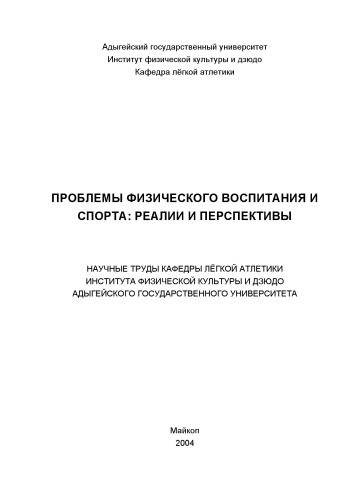 Адыгейский государственный университет
Институт физической культуры и дзюдо
Кафедра лёгкой атлетики
ПРОБЛЕМЫ ФИЗИЧЕСКОГО ВОСПИТАНИЯ И
СПОРТА: РЕАЛИИ И ПЕРСПЕКТИВЫ
НАУЧНЫЕ ТРУДЫ КАФЕДРЫ ЛЁГКОЙ АТЛЕТИКИ
ИНСТИТУТА ФИЗИЧЕСКОЙ КУЛЬТУРЫ И ДЗЮДО
АДЫГЕЙСКОГО ГОСУДАРСТВЕННОГО УНИВЕРСИТЕТА
Майкоп
2004